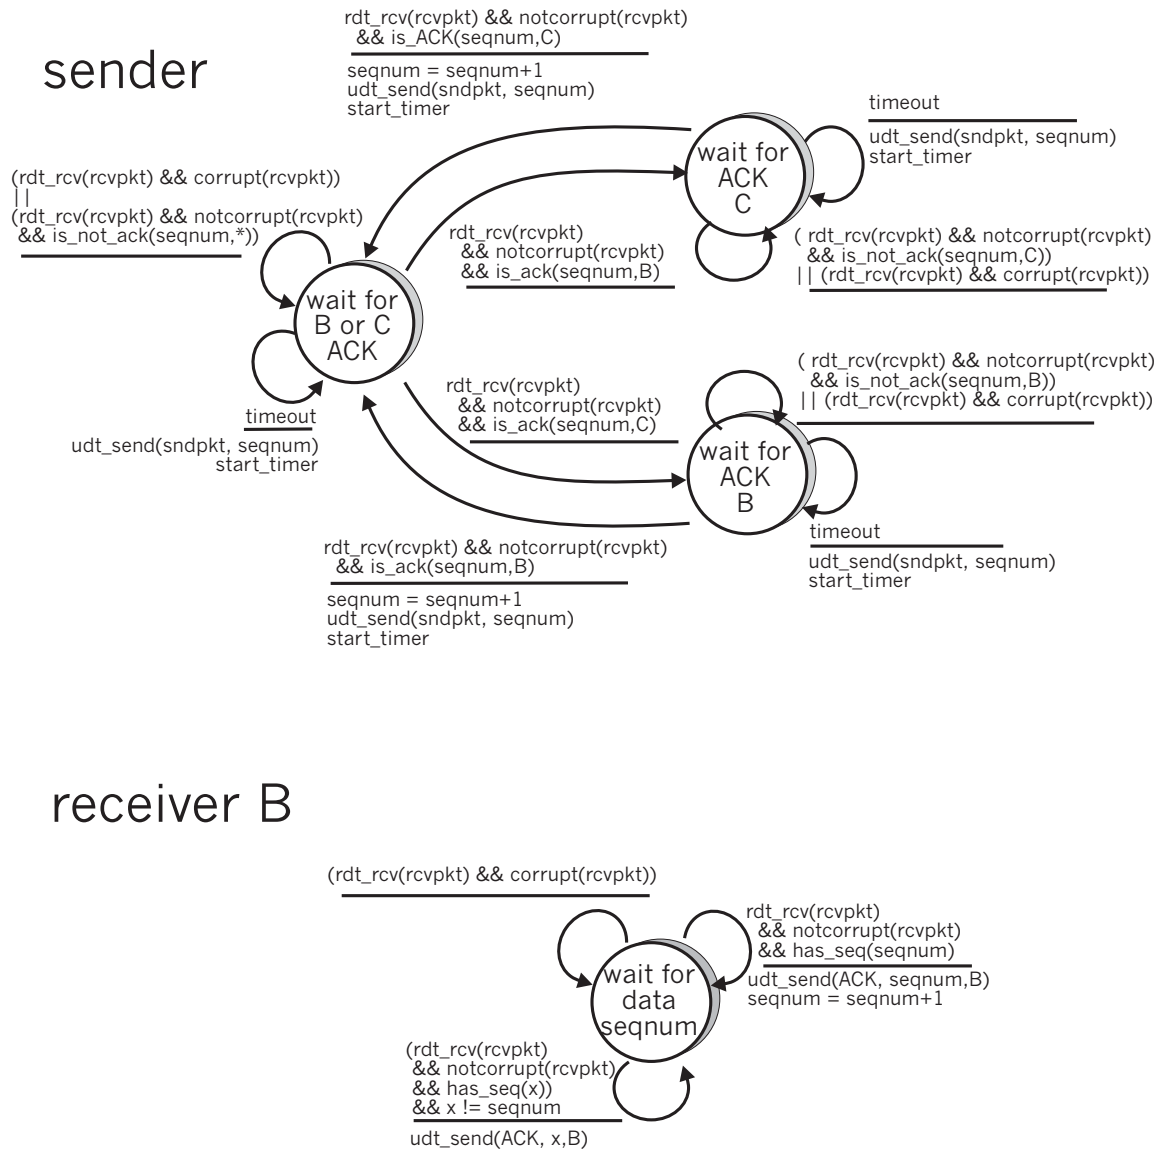 rdt_rcv(rcvpkt) && notcorrupt(rcvpkt)
&& is_ACK(seqnum,C)
seqnum = seqnum+1
udt_send(sndpkt, seqnum)
start_timer
sender
timeout
udt_send(sndpkt, seqnum)
start_timer
wait for
ACK
C
(rdt_rcv(rcvpkt) && corrupt(rcvpkt))
||
(rdt_rcv(rcvpkt) && notcorrupt(rcvpkt)
&& is_not_ack(seqnum,*))
rdt_rcv(rcvpkt)
&& notcorrupt(rcvpkt)
&& is_ack(seqnum,B)
( rdt_rcv(rcvpkt) && notcorrupt(rcvpkt)
&& is_not_ack(seqnum,C))
|| (rdt_rcv(rcvpkt) && corrupt(rcvpkt))
wait for
B or C
ACK
timeout
udt_send(sndpkt, seqnum)
start_timer
rdt_rcv(rcvpkt)
&& notcorrupt(rcvpkt)
&& is_ack(seqnum,C)
( rdt_rcv(rcvpkt) && notcorrupt(rcvpkt)
&& is_not_ack(seqnum,B))
|| (rdt_rcv(rcvpkt) && corrupt(rcvpkt))
wait for
ACK
B
timeout
udt_send(sndpkt, seqnum)
start_timer
rdt_rcv(rcvpkt) && notcorrupt(rcvpkt)
&& is_ack(seqnum,B)
seqnum = seqnum+1
udt_send(sndpkt, seqnum)
start_timer
receiver B
(rdt_rcv(rcvpkt) && corrupt(rcvpkt))
rdt_rcv(rcvpkt)
&& notcorrupt(rcvpkt)
&& has_seq(seqnum)
udt_send(ACK, seqnum,B)
seqnum = seqnum+1
wait for
data
seqnum
(rdt_rcv(rcvpkt)
&& notcorrupt(rcvpkt)
&& has_seq(x))
&& x != seqnum
udt_send(ACK, x,B)